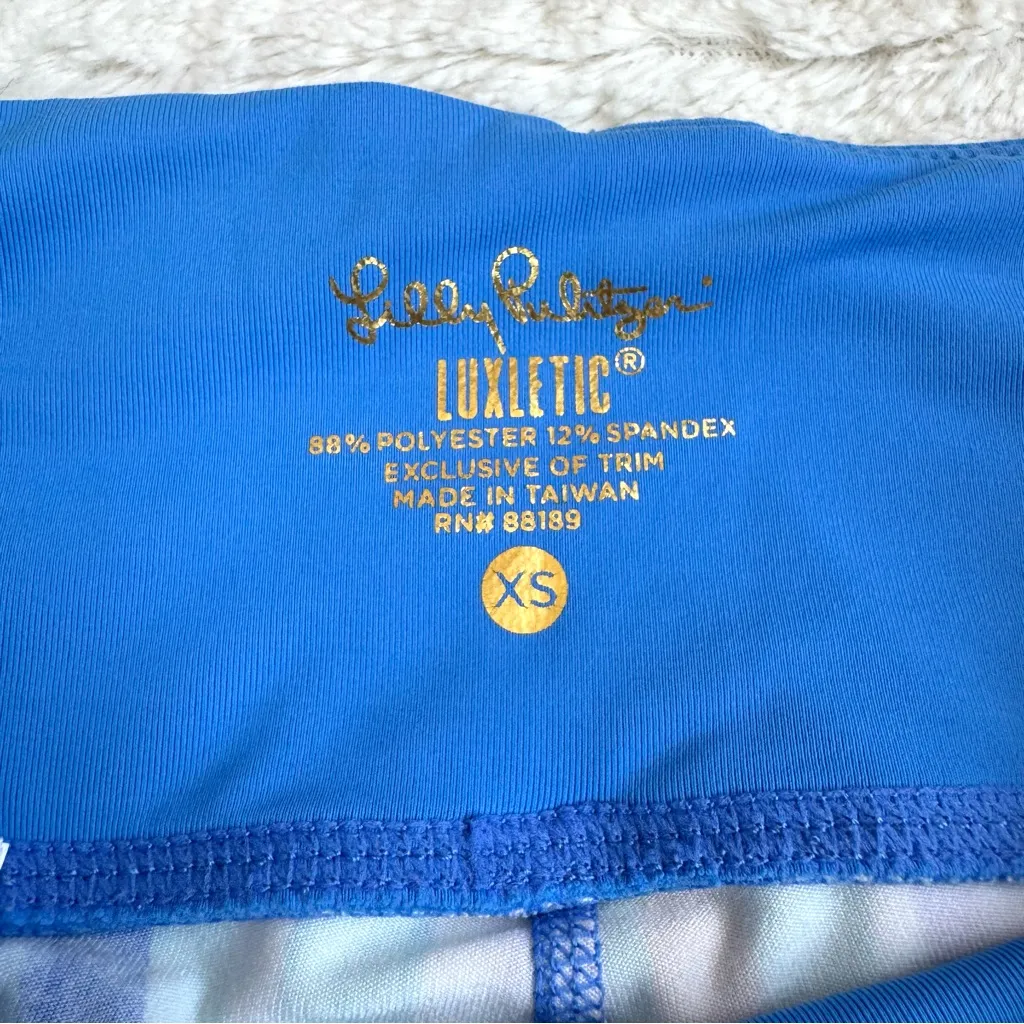 Lilly Pulitzer
LUXLETIC®
88% POLYESTER 12% SPANDEX
EXCLUSIVE OF TRIM
MADE IN TAIWAN
RN# 88189
XS